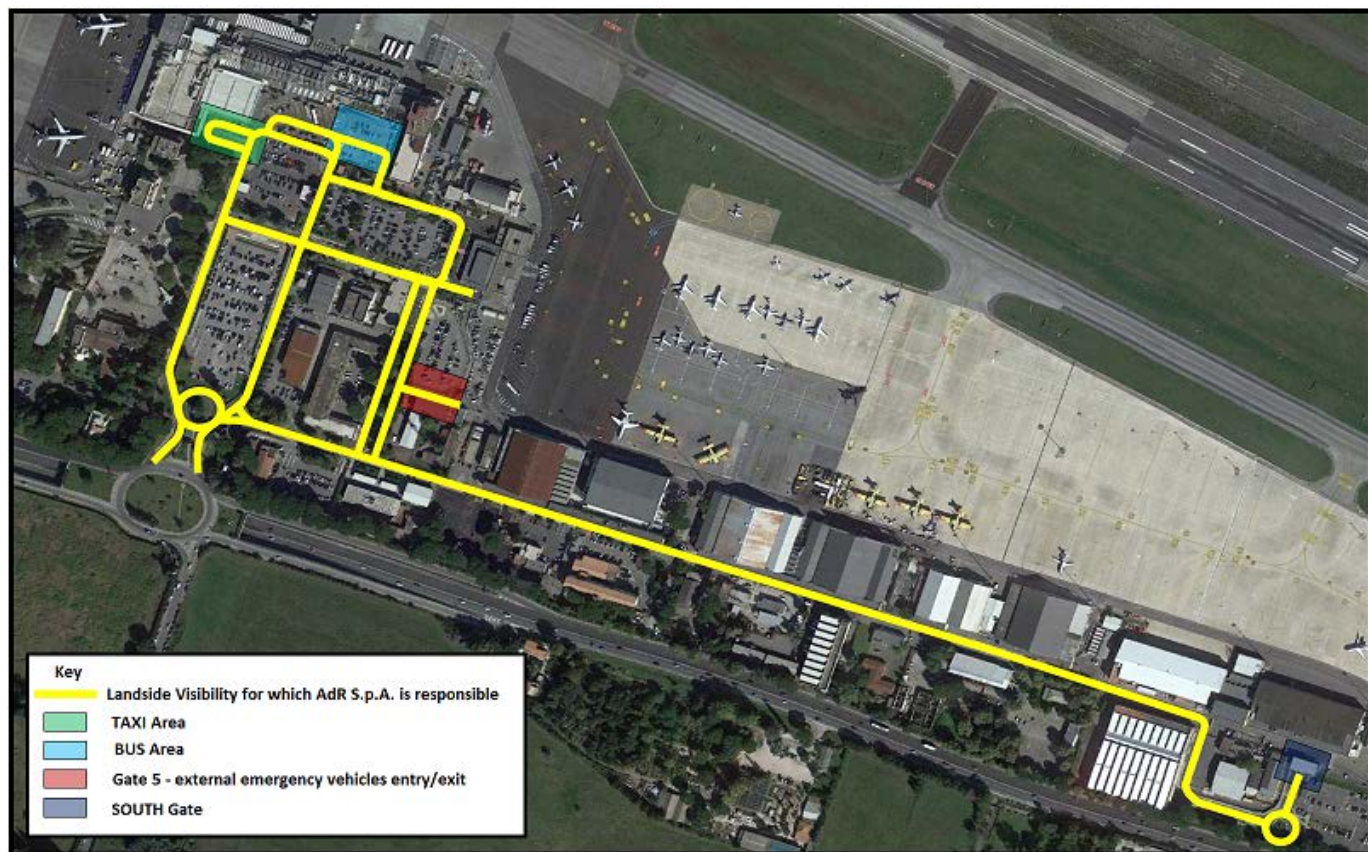 Key
Landside Visibility for which AdR S.p.A. is responsible
TAXI Area
BUS Area
Gate 5 - external emergency vehicles entry/exit
SOUTH Gate